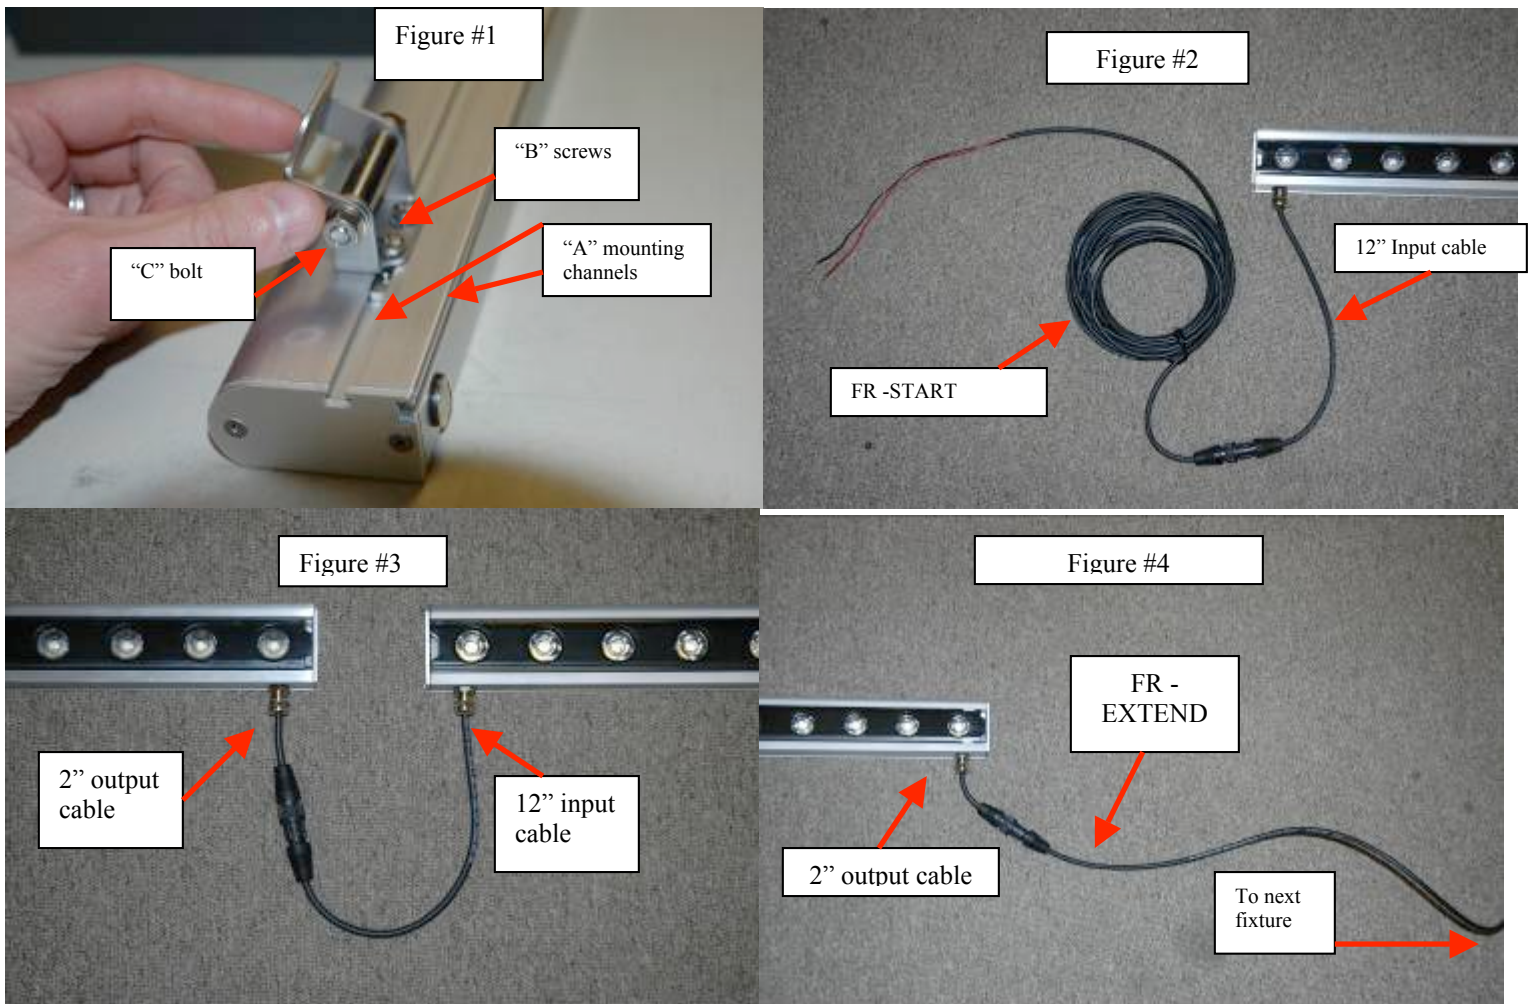 Figure #1
“B” screws
“A” mounting
channels
“C” bolt
Figure #2
12” Input cable
FR -START
Figure #3
2” output
cable
12” input
cable
Figure #4
FR -
EXTEND
2” output cable
To next
fixture